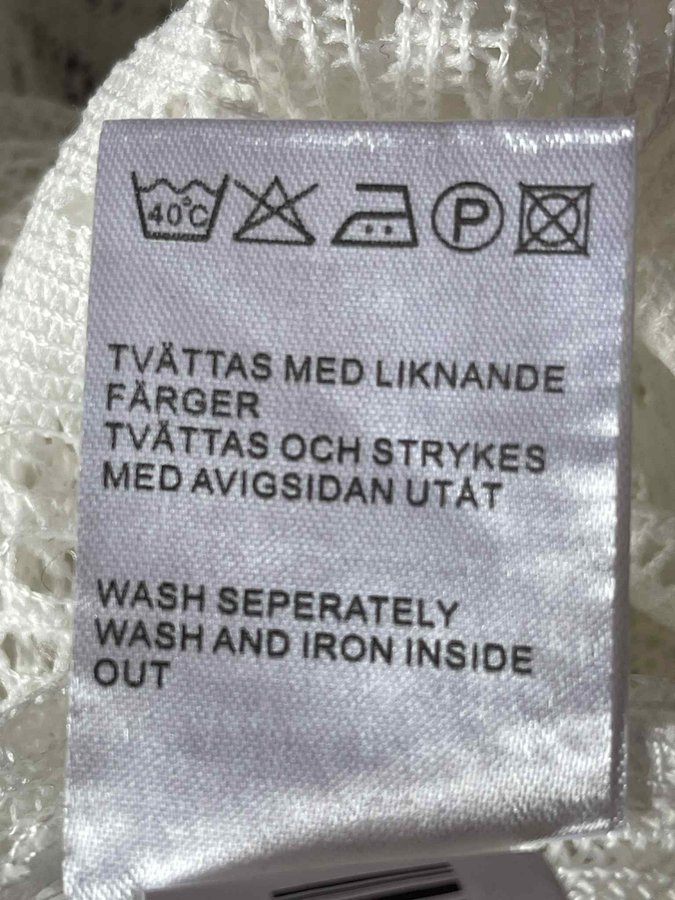 40°C P
TVÄTTAS MED LIKNANDE
FÄRGER
TVÄTTAS OCH STRYKES
MED AVIGSIDAN UTÅT
WASH SEPERATELY
WASH AND IRON INSIDE
OUT